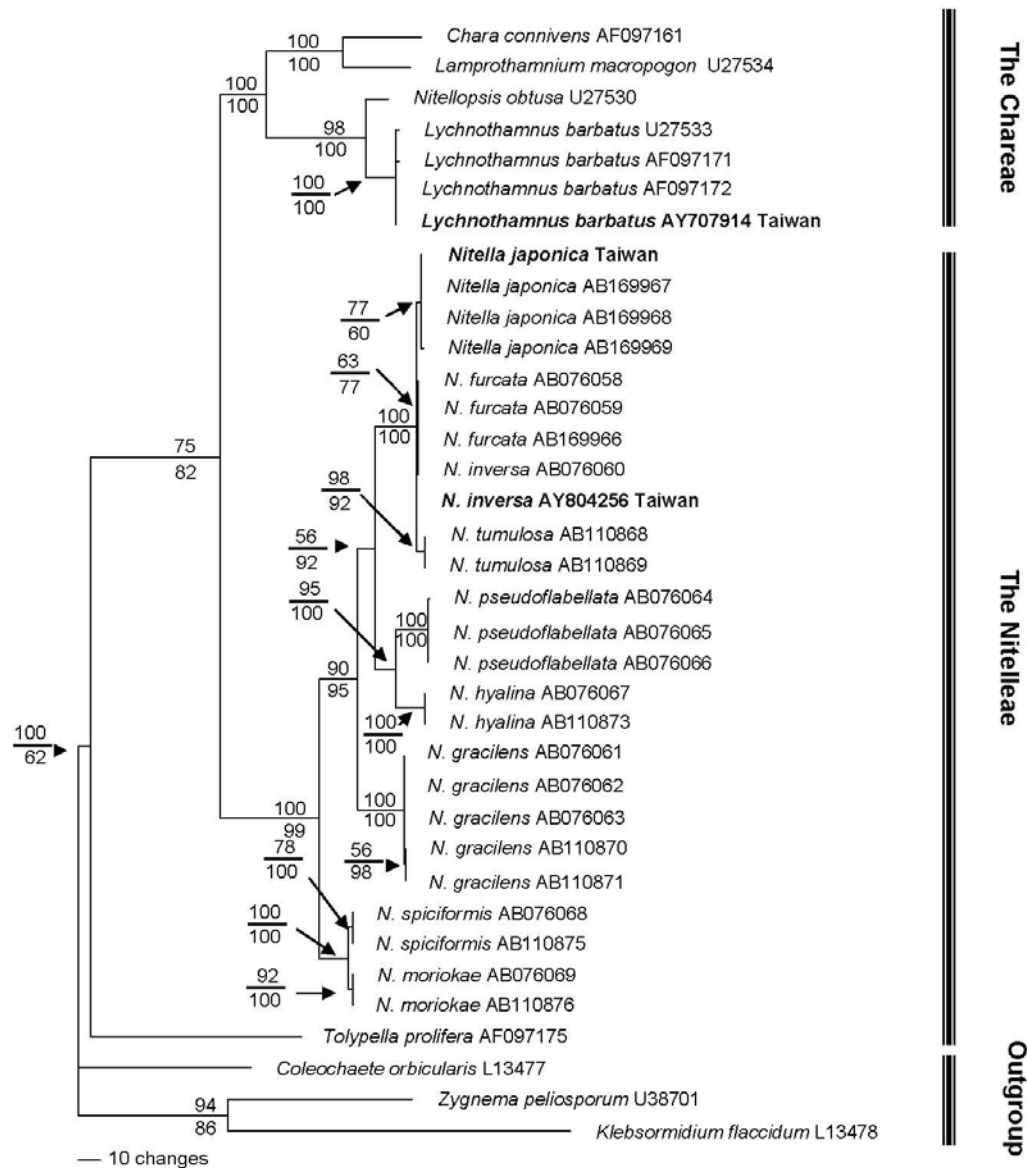 100
100
Chara connivens AF097161
Lamprothamnium macropogon U27534
100
100
Nitellopsis obtusa U27530
98
100
Lychnothamnus barbatus U27533
Lychnothamnus barbatus AF097171
100
100
Lychnothamnus barbatus AF097172
Lychnothamnus barbatus AY707914 Taiwan
The Chareae
Nitella japonica Taiwan
Nitella japonica AB169967
77
60
Nitella japonica AB169968
Nitella japonica AB169969
63
77
N. furcata AB076058
N. furcata AB076059
100
100
N. furcata AB169966
N. inversa AB076060
75
82
98
92
N. inversa AY804256 Taiwan
N. tumulosa AB110868
N. tumulosa AB110869
56
92
95
100
N. pseudoflabellata AB076064
100
100
N. pseudoflabellata AB076065
N. pseudoflabellata AB076066
90
95
N. hyalina AB076067
N. hyalina AB110873
100
100
The Nitelleae
100
62
N. gracilens AB076061
N. gracilens AB076062
100
100
N. gracilens AB076063
100
99
N. gracilens AB110870
56
98
N. gracilens AB110871
78
100
N. spiciformis AB076068
100
100
N. spiciformis AB110875
N. moriokae AB076069
92
100
N. moriokae AB110876
Tolypella prolifera AF097175
Coleochaete orbicularis L13477
94
86
Zygnema peliosporum U38701
Klebsormidium flaccidum L13478
Outgroup
10 changes